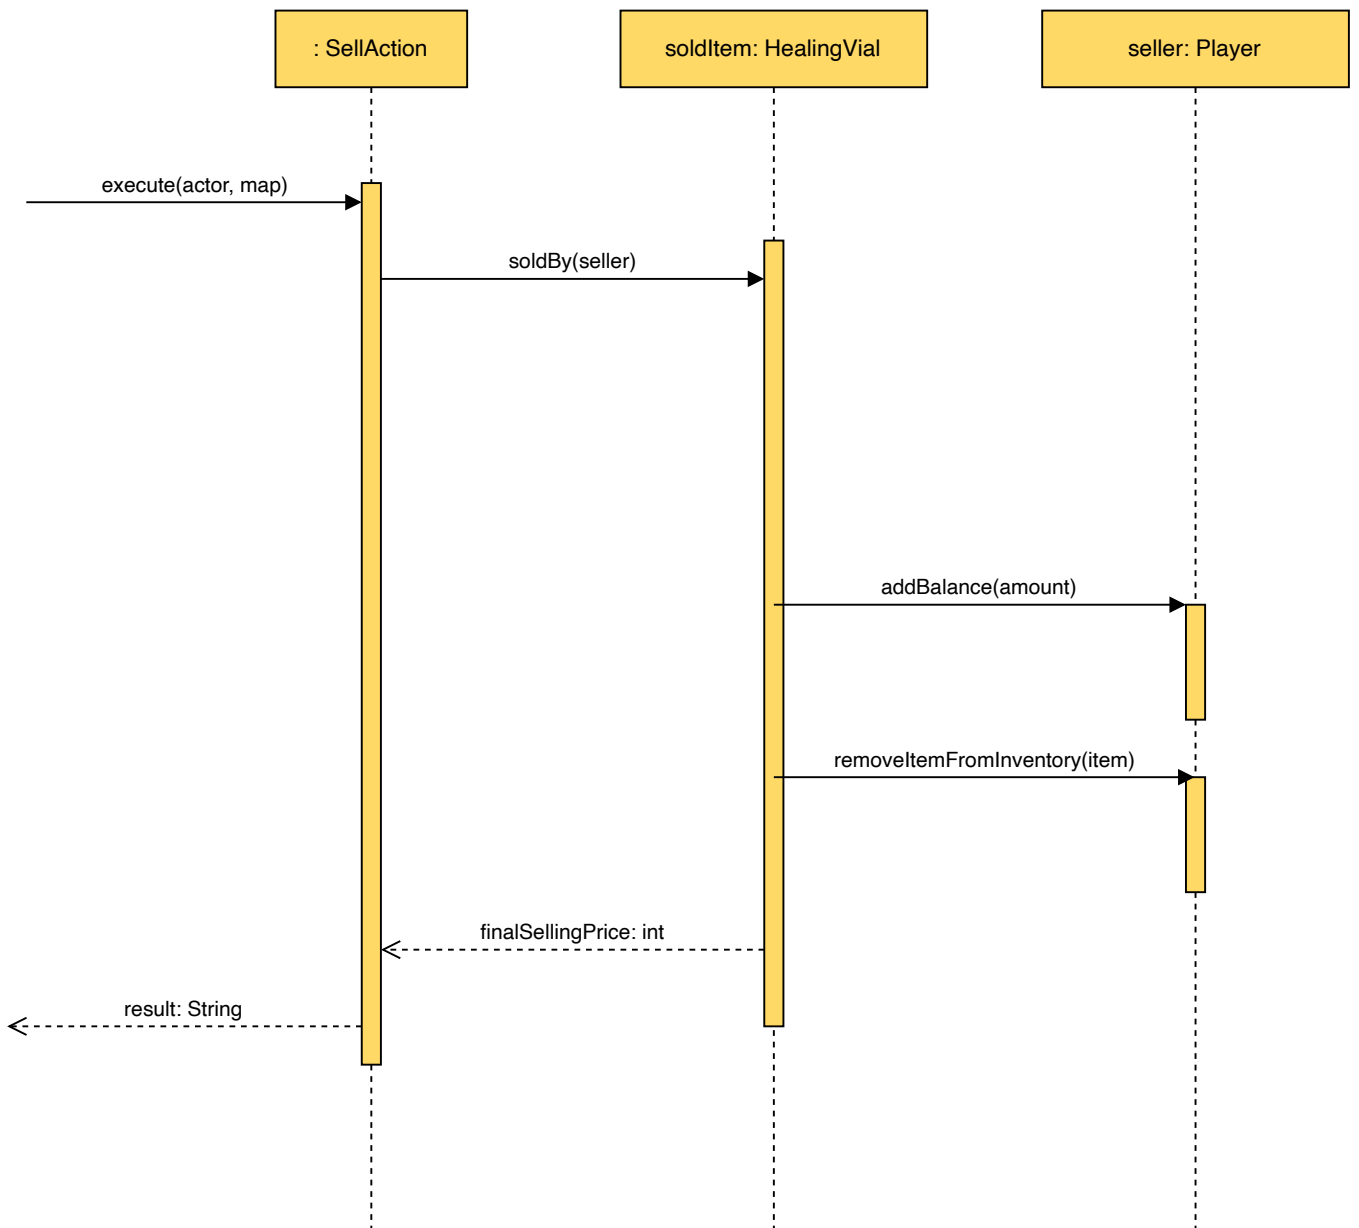 : SellAction
soldItem: HealingVial
seller: Player
execute(actor, map)
soldBy(seller)
addBalance(amount)
removeItemFromInventory(item)
finalSellingPrice: int
result: String